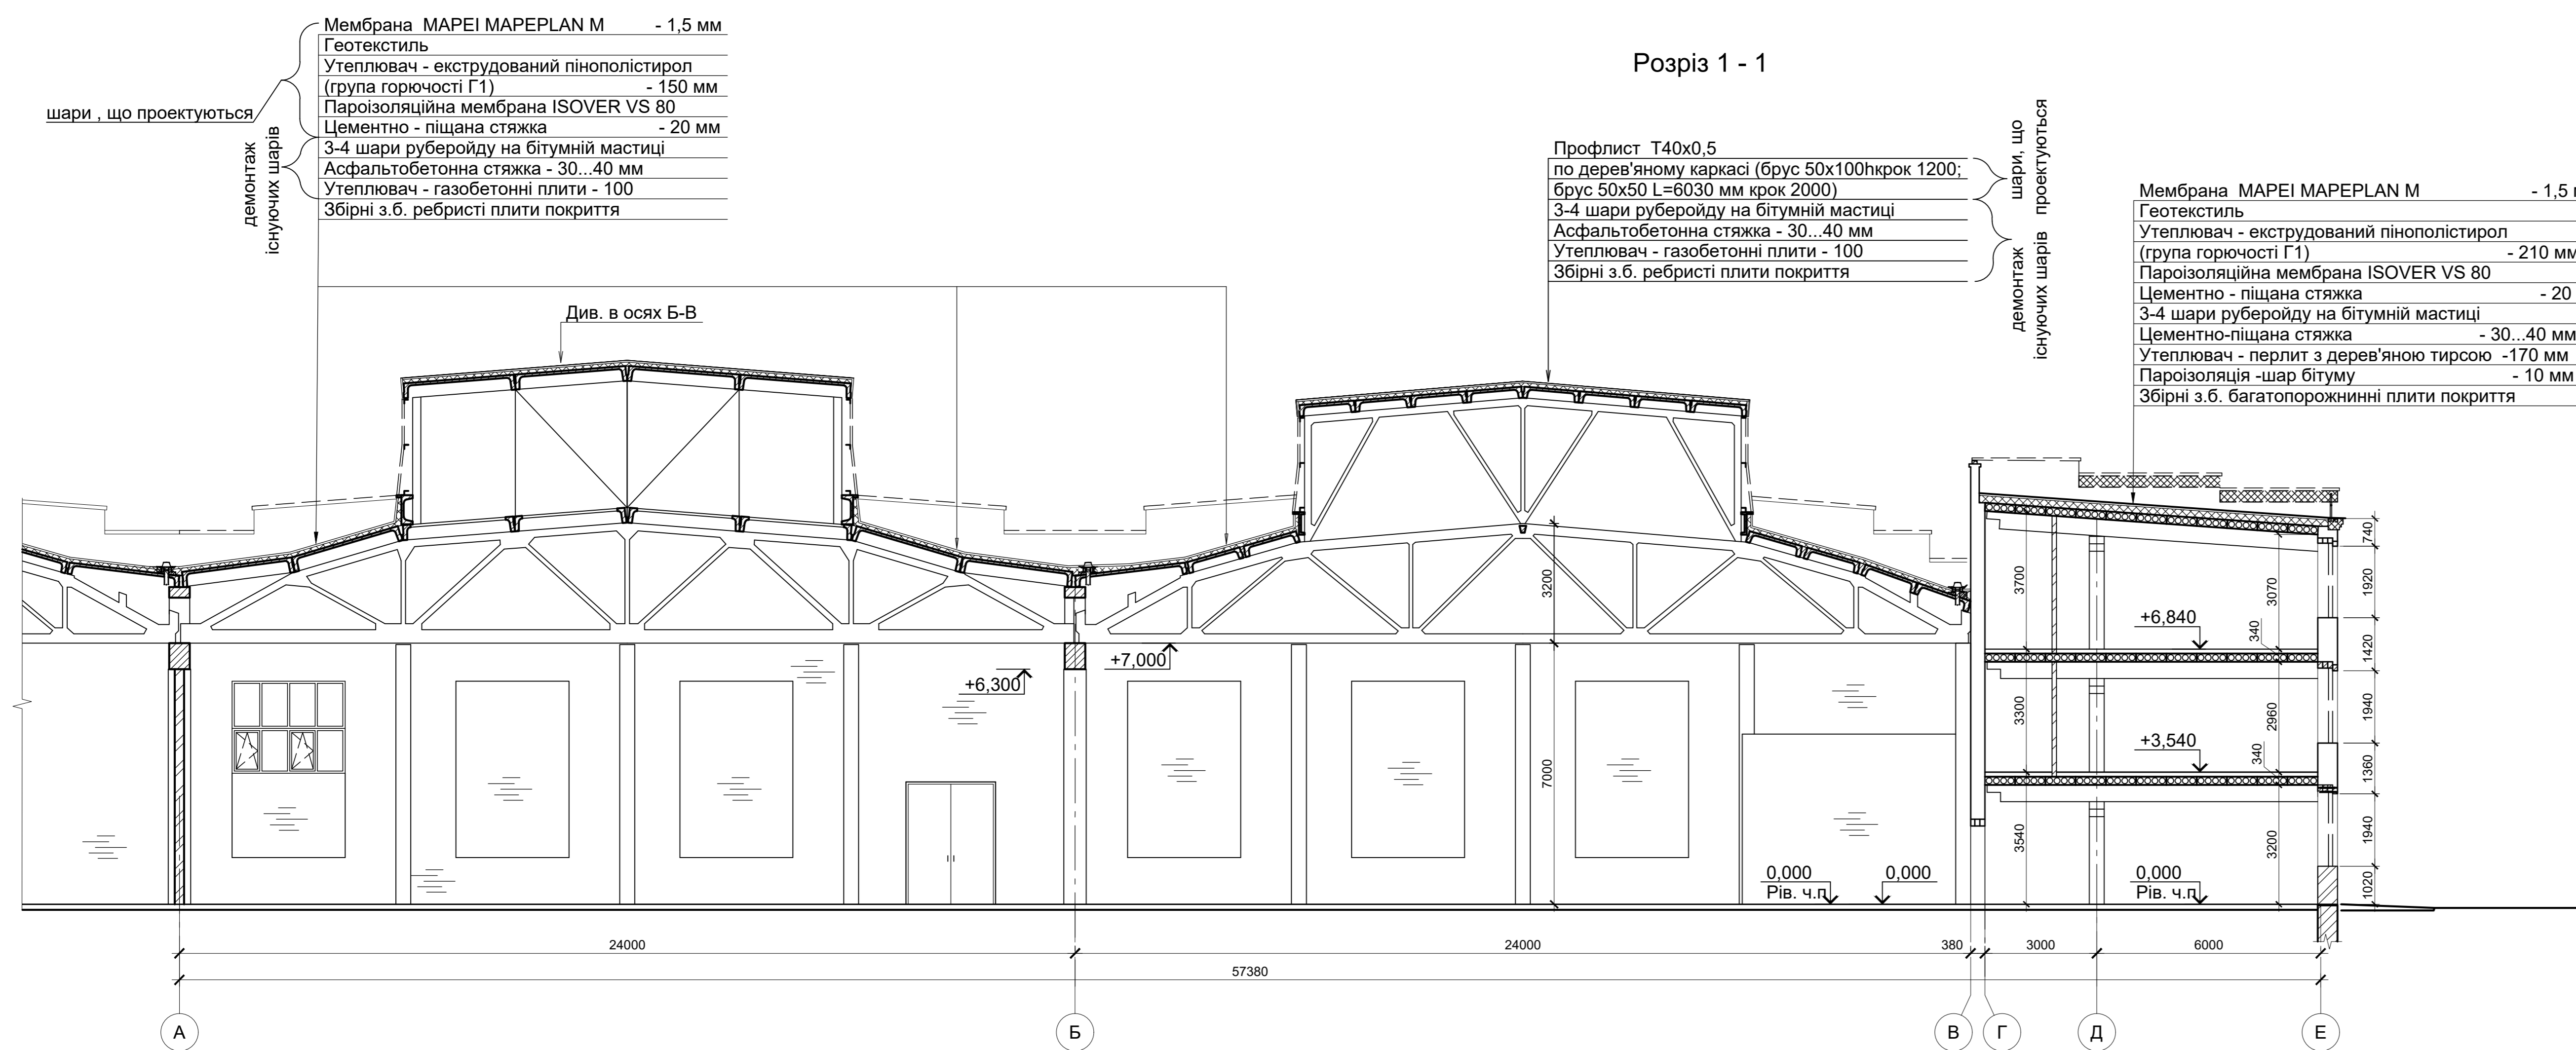 Мембрана MAPEI MAPEPLAN M - 1,5 мм
Геотекстиль
Утеплювач - екструдований пінополістирол
(група горючості Г1) - 150 мм
Пароізоляційна мембрана ISOVER VS 80
Цементно - піщана стяжка - 20 мм
3-4 шари руберойду на бітумній мастиці
Асфальтобетонна стяжка - 30...40 мм
Утеплювач - газобетонні плити - 100
Збірні з.б. ребристі плити покриття
шари , що проектуються
демонтаж
існуючих шарів
Розріз 1 - 1
Профлист Т40х0,5
по дерев'яному каркасі (брус 50х100hкрок 1200;
брус 50х50 L=6030 мм крок 2000)
3-4 шари руберойду на бітумній мастиці
Асфальтобетонна стяжка - 30...40 мм
Утеплювач - газобетонні плити - 100
Збірні з.б. ребристі плити покриття
шари, що
проектуються
демонтаж
існуючих шарів
Мембрана MAPEI MAPEPLAN M - 1,5
Геотекстиль
Утеплювач - екструдований пінополістирол
(група горючості Г1) - 210 мм
Пароізоляційна мембрана ISOVER VS 80
Цементно - піщана стяжка - 20
3-4 шари руберойду на бітумній мастиці
Цементно-піщана стяжка - 30...40 мм
Утеплювач - перлит з дерев'яною тирсою -170 мм
Пароізоляція -шар бітуму - 10 мм
Збірні з.б. багатопорожнинні плити покриття
Див. в осях Б-В
740
3200
3700
3070
1920
+6,840
340
1420
+7,000
+6,300
3300
2960
1940
+3,540
340
1360
7000
3540
3200
1940
0,000
Рів. ч.п
0,000
0,000
Рів. ч.п
1020
24000
24000
380
3000
6000
57380
А
Б
В
Г
Д
Е